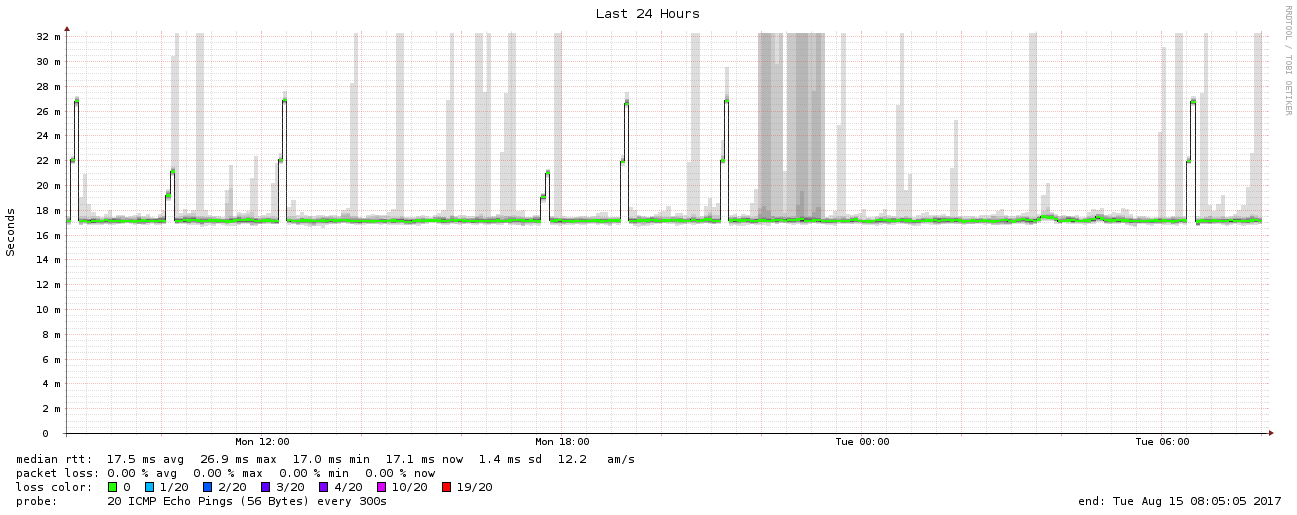 Last 24 Hours
RRDTOOL / TOBI OETIKER
Seconds
32 m
30 m
28 m
26 m
24 m
22 m
20 m
18 m
16 m
14 m
12 m
10 m
8 m
6 m
4 m
2 m
0
Mon 12:00 Mon 18:00 Tue 00:00 Tue 06:00
median rtt: 17.5 ms avg 26.9 ms max 17.0 ms min 17.1 ms now 1.4 ms sd 12.2 am/s
packet loss: 0.00 % avg 0.00 % max 0.00 % min 0.00 % now
loss color: 0 1/20 2/20 3/20 4/20 10/20 19/20
probe: 20 ICMP Echo Pings (56 Bytes) every 300s end: Tue Aug 15 08:05:05 2017